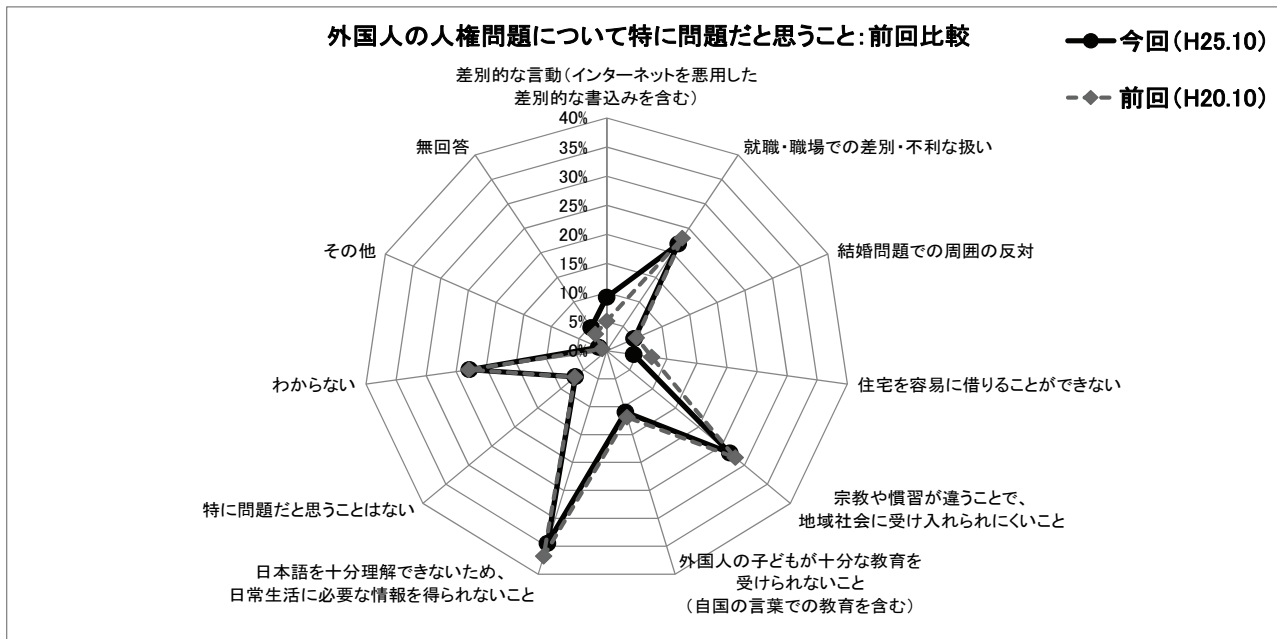 外国人の人権問題について特に問題だと思うこと：前回比較
今回（H25.10）
前回（H20.10）
差別的な言動（インターネットを悪用した
差別的な書込みを含む）
就職・職場での差別・不利な扱い
結婚問題での周囲の反対
住宅を容易に借りることができない
宗教や慣習が違うことで、
地域社会に受け入れられにくいこと
外国人の子どもが十分な教育を
受けられないこと
（自国の言葉での教育を含む）
日本語を十分理解できないため、
日常生活に必要な情報を得られないこと
特に問題だと思うことはない
わからない
その他
無回答
40%
35%
30%
25%
20%
15%
10%
5%
0%